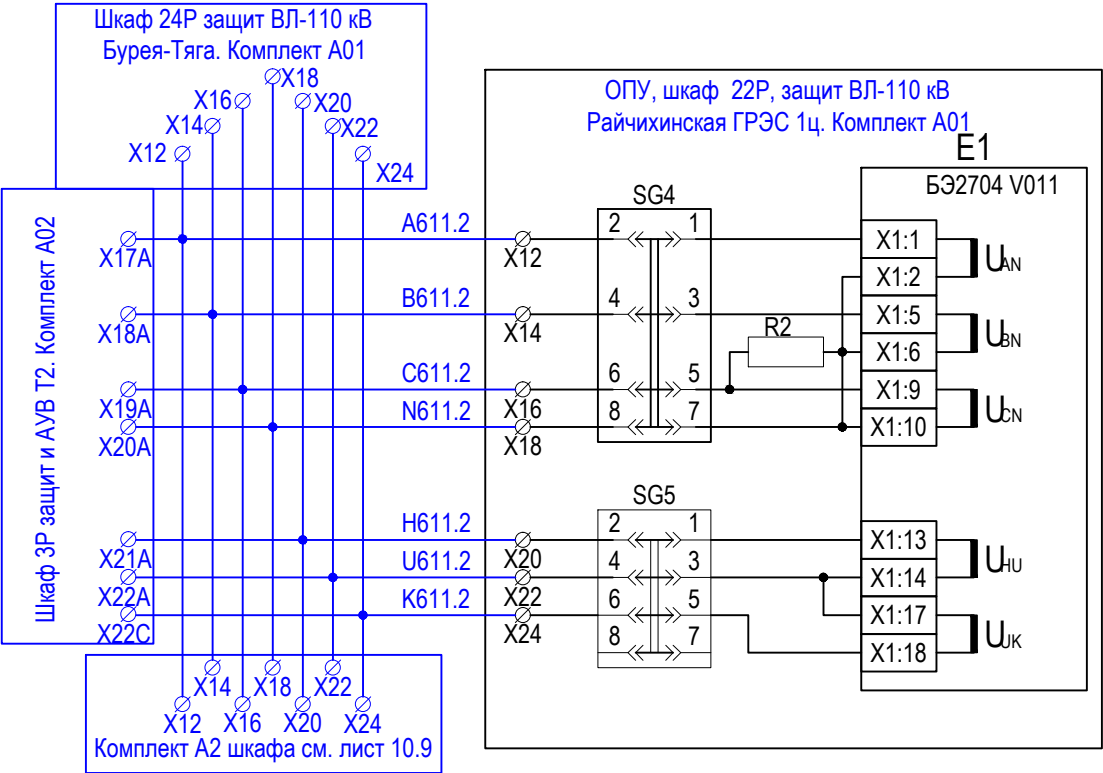 Шкаф 24Р защит ВЛ-110 кВ
Бурея-Тяга. Комплект А01
X18
X16
X20
X14
X22
X12
X24
ОПУ, шкаф 22Р, защит ВЛ-110 кВ
Райчихинская ГРЭС 1ц. Комплект А01
E1
БЭ2704 V011
Шкаф 3Р защит и АУВ Т2. Комплект А02
SG4
A611.2
2
1
X1:1
X17A
X12
UAN
X1:2
B611.2
4
3
X1:5
X18A
X14
R2
UBN
X1:6
C611.2
6
5
X1:9
X19A
X16
N611.2
8
7
UCN
X1:10
X20A
X18
SG5
H611.2
2
1
X1:13
X21A
X20
UHU
U611.2
4
3
X1:14
X22A
X22
K611.2
6
5
X1:17
X22C
X24
UUK
8
7
X1:18
X14
X18
X22
X12
X16
X20
X24
Комплект А2 шкафа см. лист 10.9